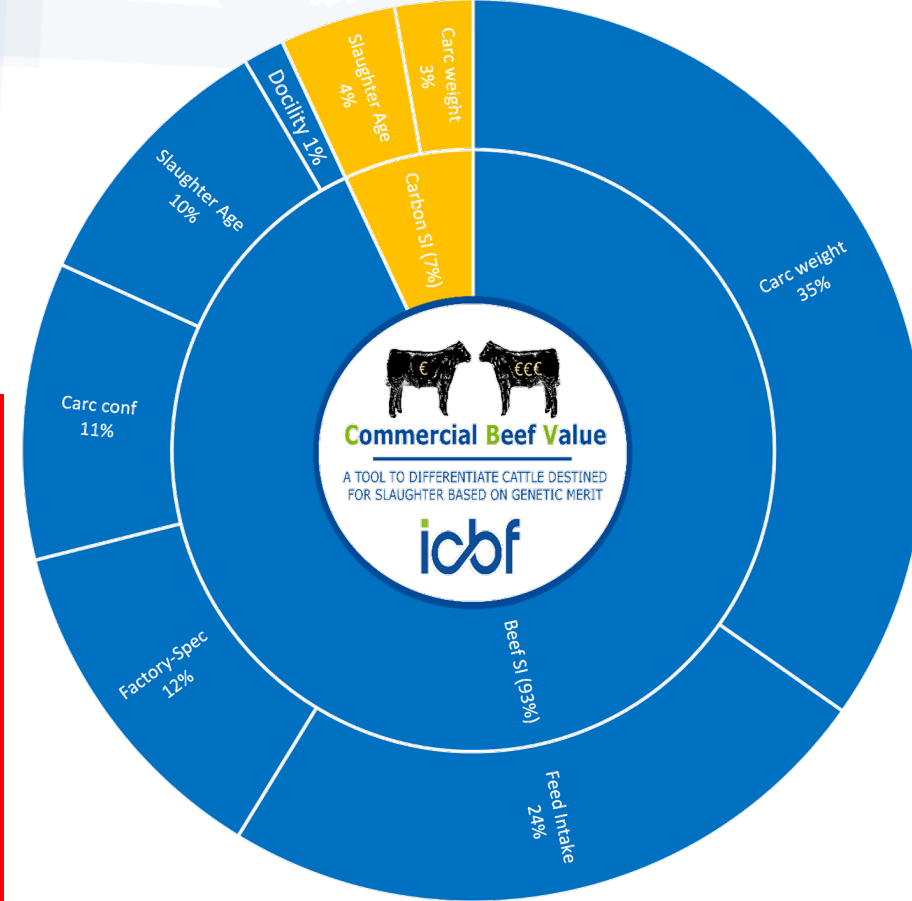 Carc weight
35%
Feed Intake
24%
Factory-Spec
12%
Carc conf
11%
Slaughter Age
10%
Docility 1%
Slaughter Age
4%
Carc weight
3%
Carbon SI (7%)
Beef SI (93%)
€ €€€
Commercial Beef Value
A TOOL TO DIFFERENTIATE CATTLE DESTINED
FOR SLAUGHTER BASED ON GENETIC MERIT
icbf